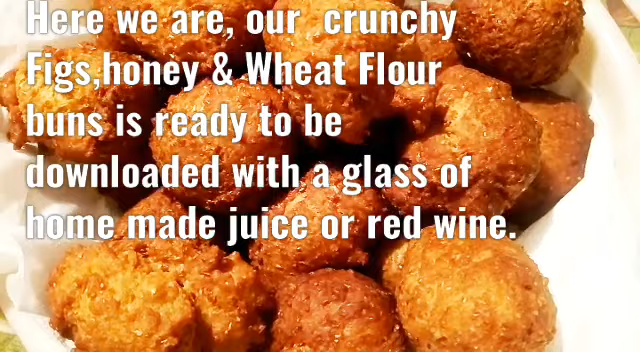 Here we are, our crunchy
Figs,honey & Wheat Flour
buns is ready to be
downloaded with a glass of
home made juice or red wine.